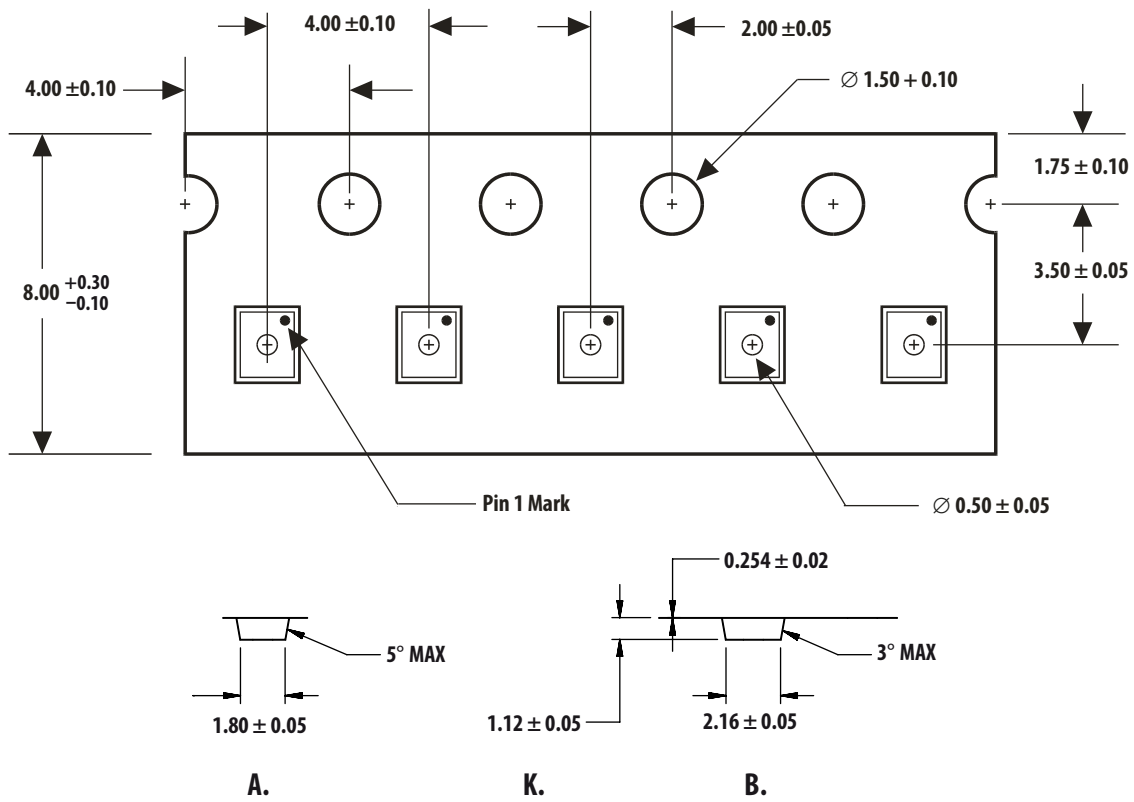 4.00 ±0.10
2.00 ±0.05
4.00 ±0.10
∅ 1.50 + 0.10
1.75 ± 0.10
3.50 ± 0.05
8.00 +0.30
−0.10
Pin 1 Mark
∅ 0.50 ± 0.05
0.254 ± 0.02
5° MAX
3° MAX
1.80 ± 0.05
1.12 ± 0.05
2.16 ± 0.05
A.
K.
B.